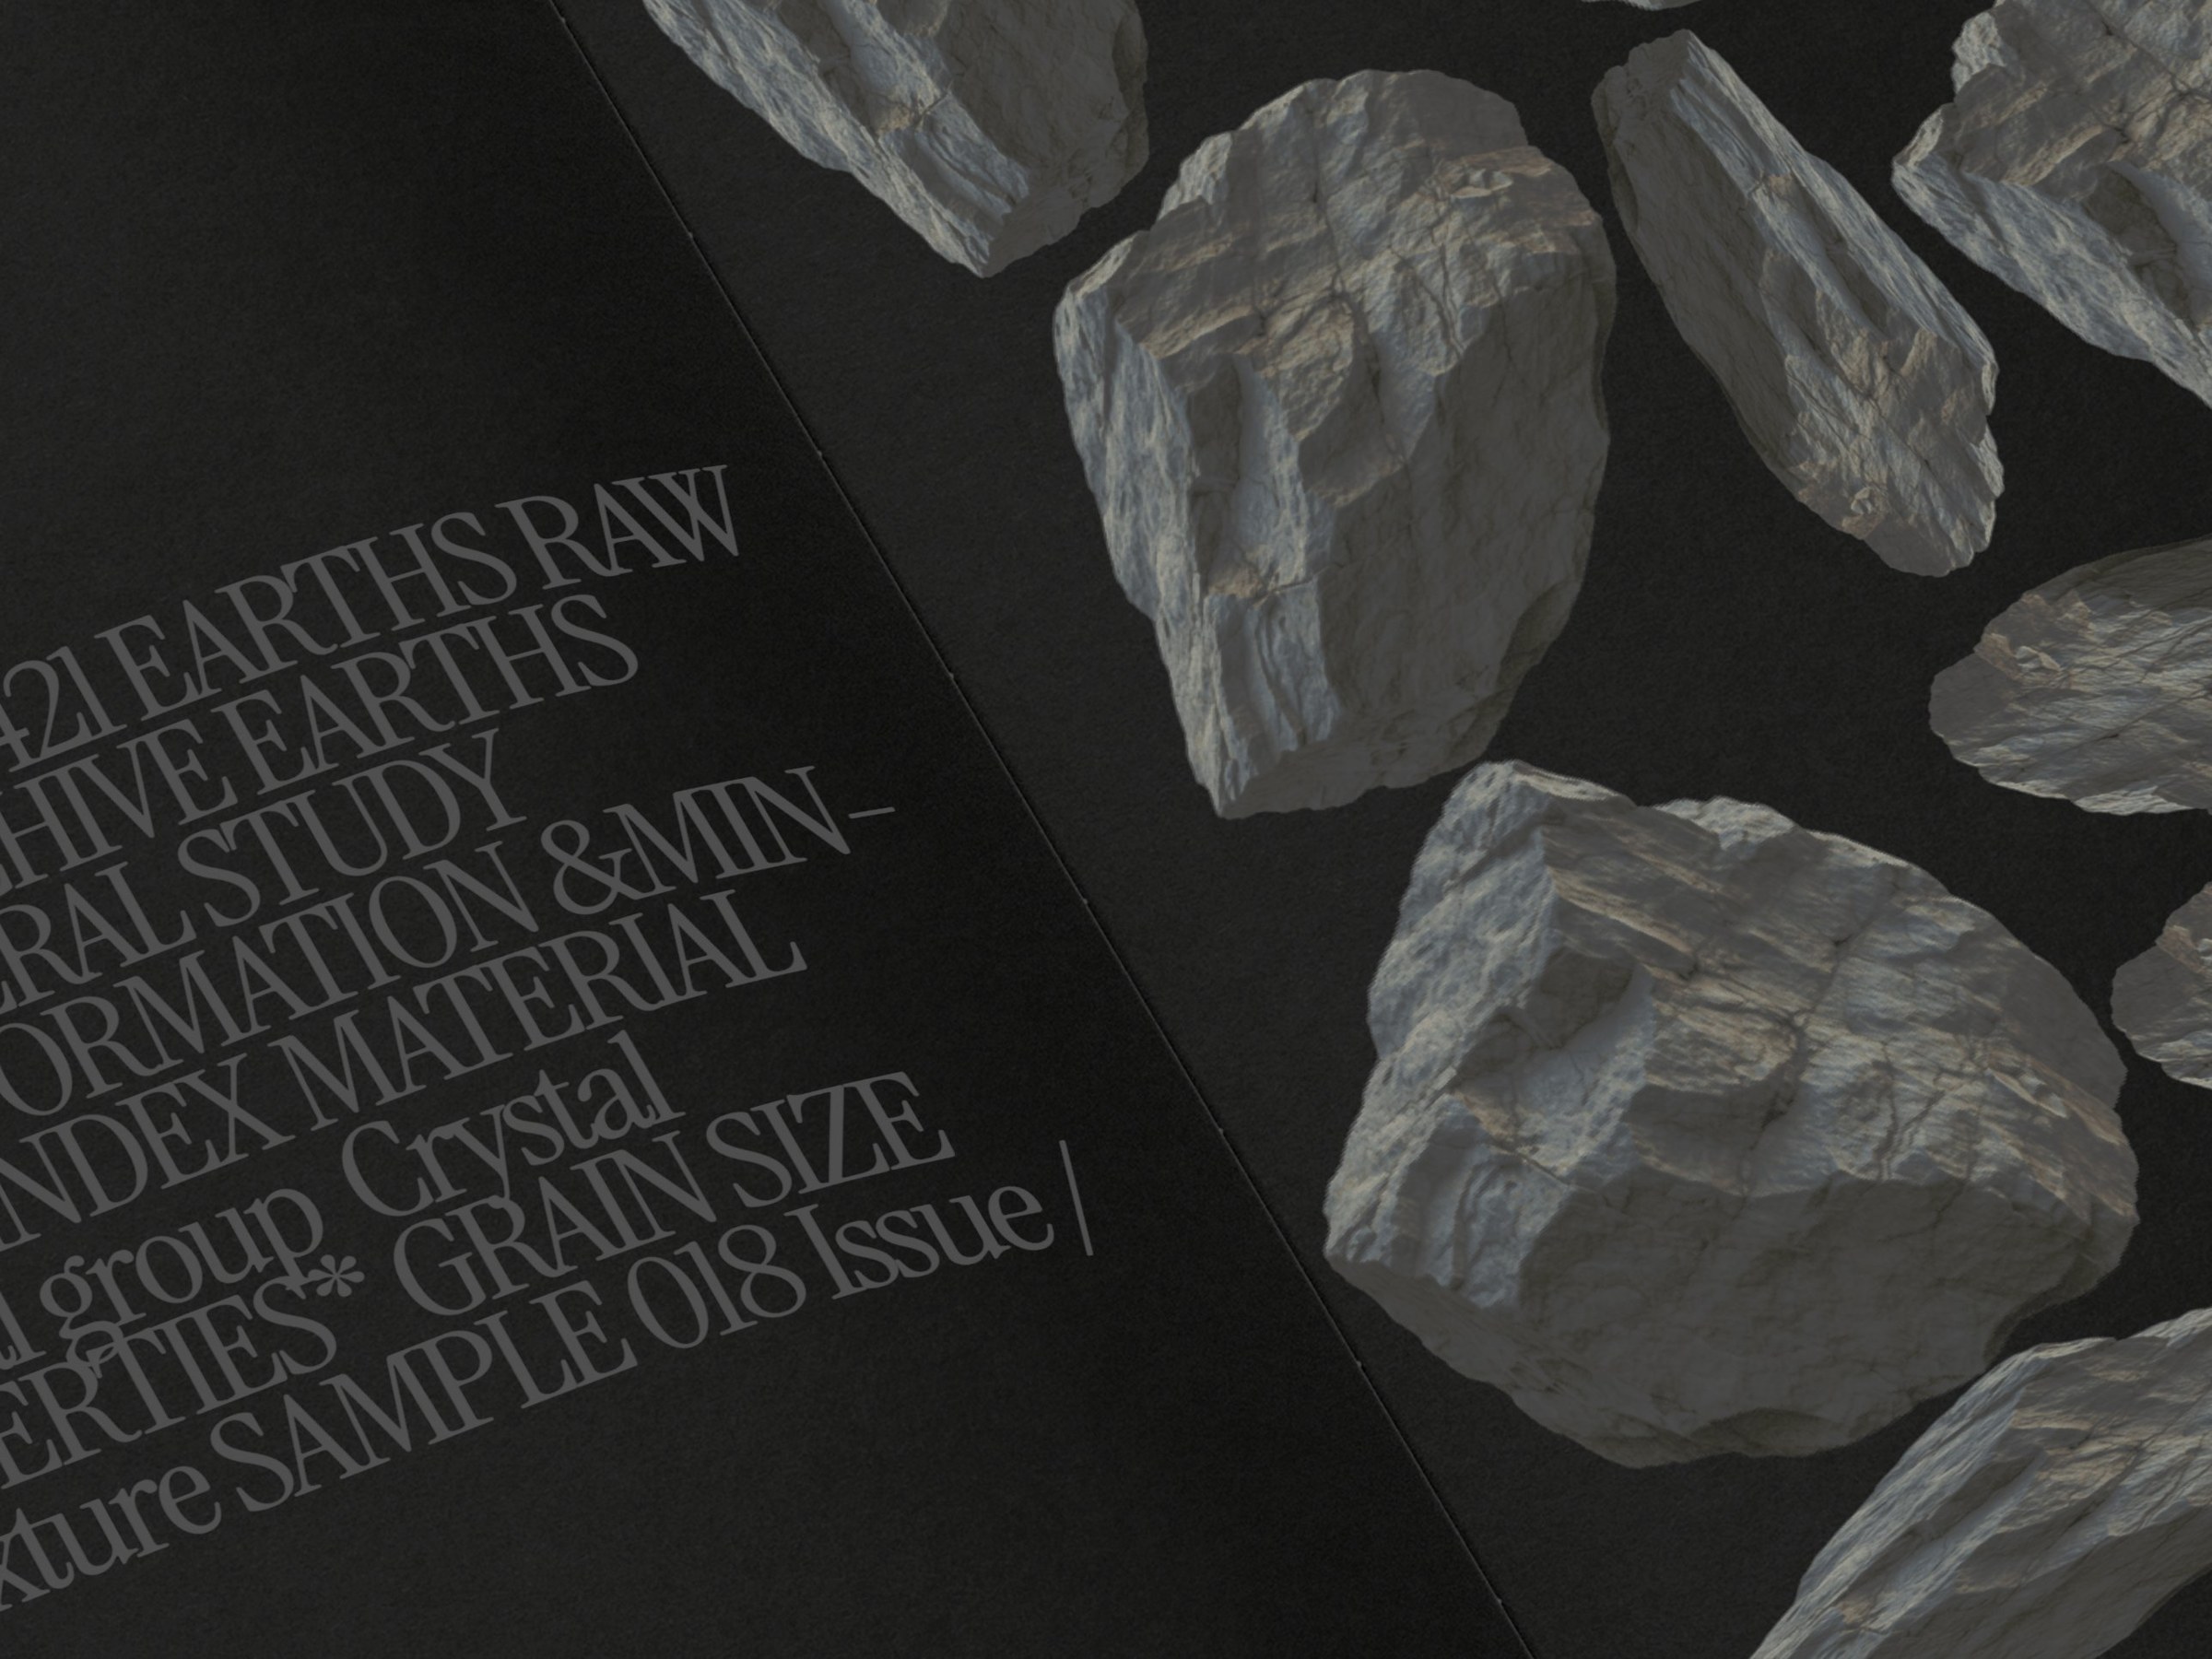 421 EARTHS RAW
HIVE EARTHS
ERAL STUDY
ORMATION & MIN–
NDEX MATERIAL
l group Crystal
ERTIES* GRAIN SIZE
xture SAMPLE 018 Issue /